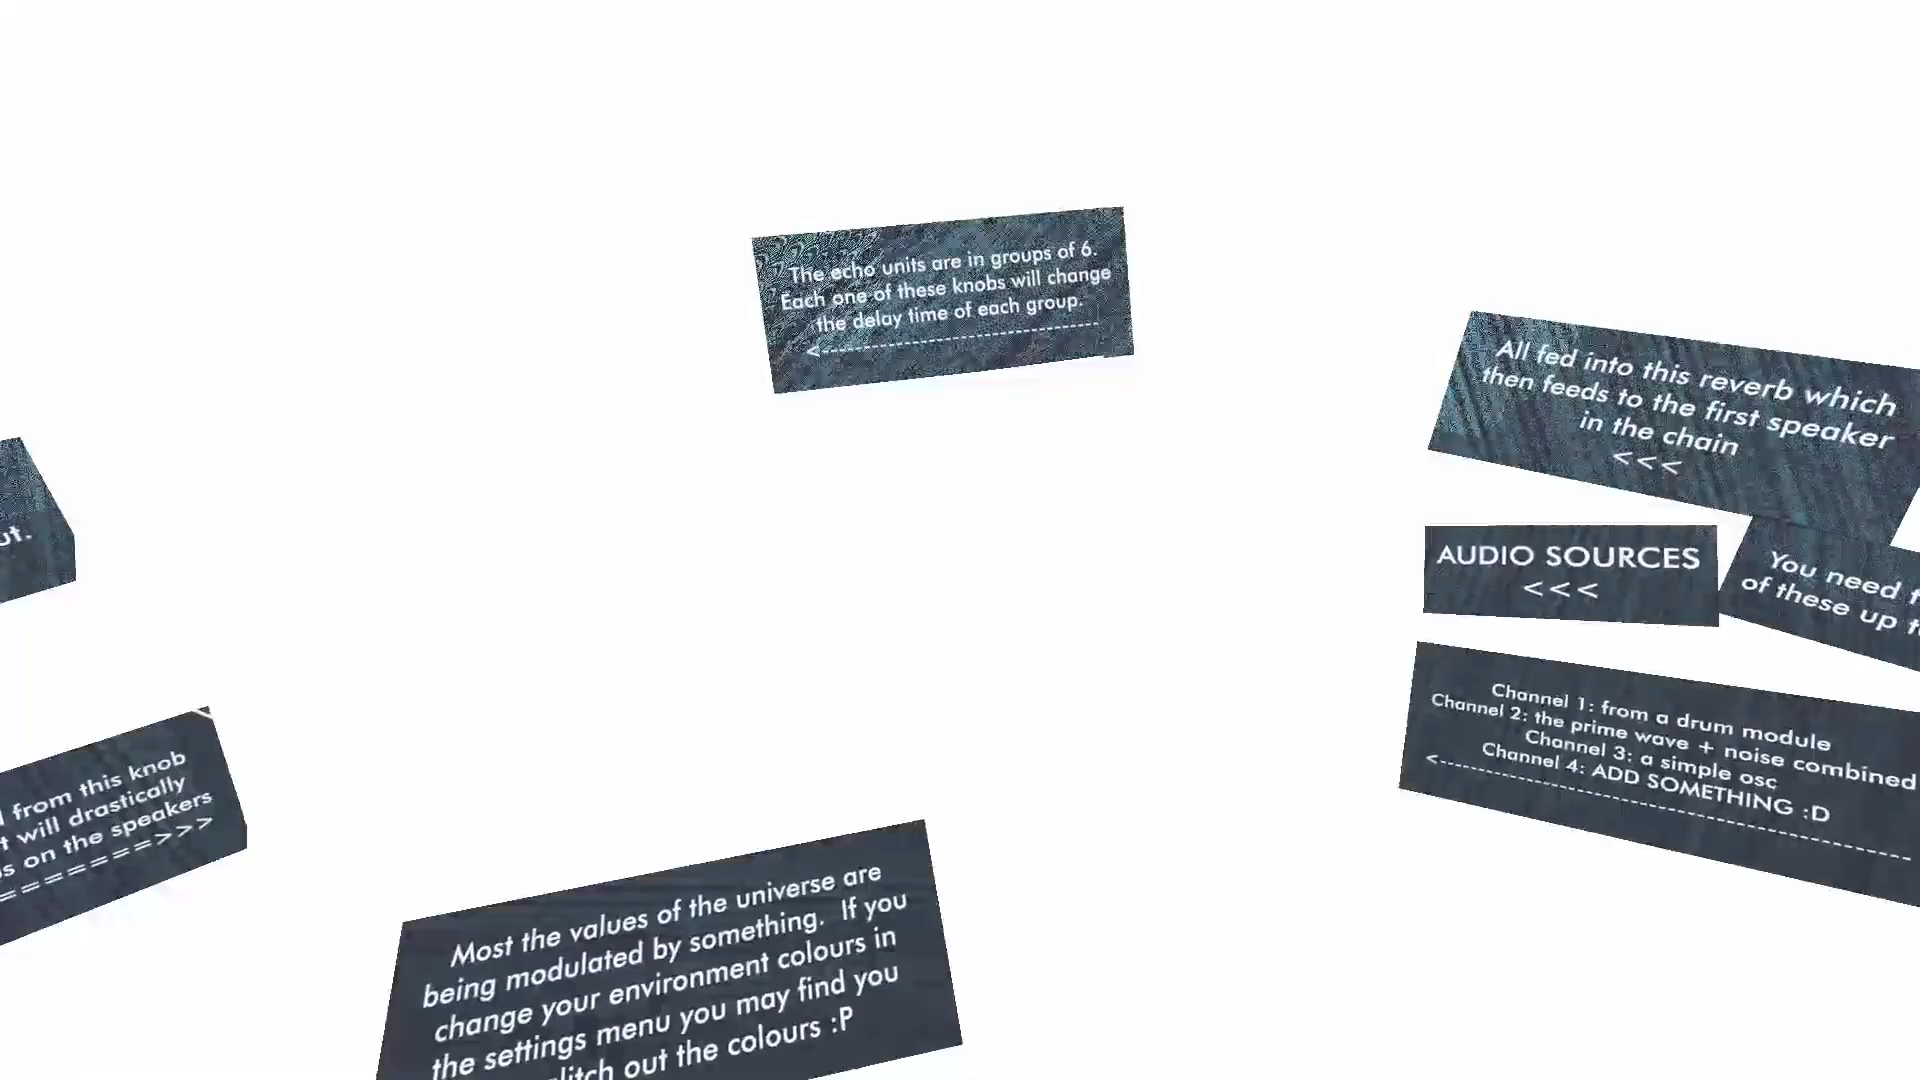 The echo units are in groups of 6.
Each one of these knobs will change
the delay time of each group.
<------------------------------------
All fed into this reverb which
then feeds to the first speaker
in the chain
<<<
AUDIO SOURCES
<<<
You need
of these up
Channel 1: from a drum module
Channel 2: the prime wave + noise combined
Channel 3: a simple osc
Channel 4: ADD SOMETHING :D
<------------------------------------------------
from this knob
will drastically
on the speakers
=======>>>
Most the values of the universe are
being modulated by something.  If you
change your environment colours in
the settings menu you may find you
out the colours :P